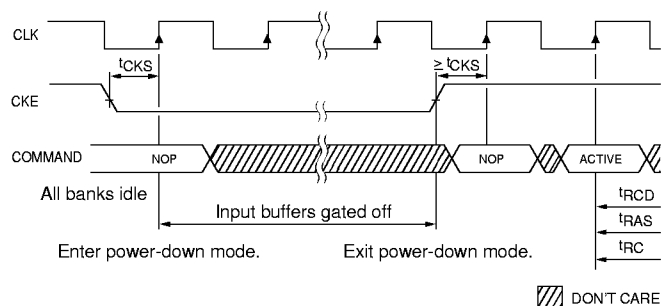 CLK
tCKS
≥ tCKS
CKE
COMMAND
NOP
NOP
ACTIVE
All banks idle
Input buffers gated off
tRCD
tRAS
tRC
Enter power-down mode.
Exit power-down mode.
DON'T CARE